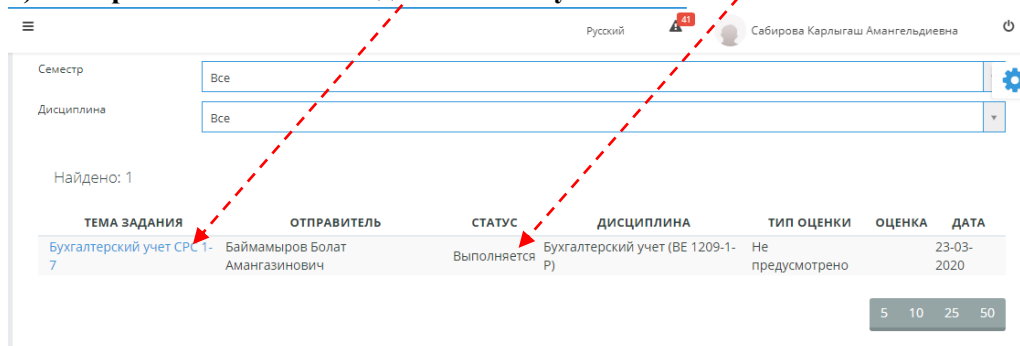 Русский 41 Сабирова Карлыгаш Амангельдиевна
Семестр Все
Дисциплина Все
Найдено: 1
ТЕМА ЗАДАНИЯ ОТПРАВИТЕЛЬ СТАТУС ДИСЦИПЛИНА ТИП ОЦЕНКИ ОЦЕНКА ДАТА
Бухгалтерский учет СРС 1- Баймамыров Болат Выполняется Бухгалтерский учет (BE 1209-1- Не 23-03-
7 Амангазинович Р) предусмотрено 2020
5 10 25 50